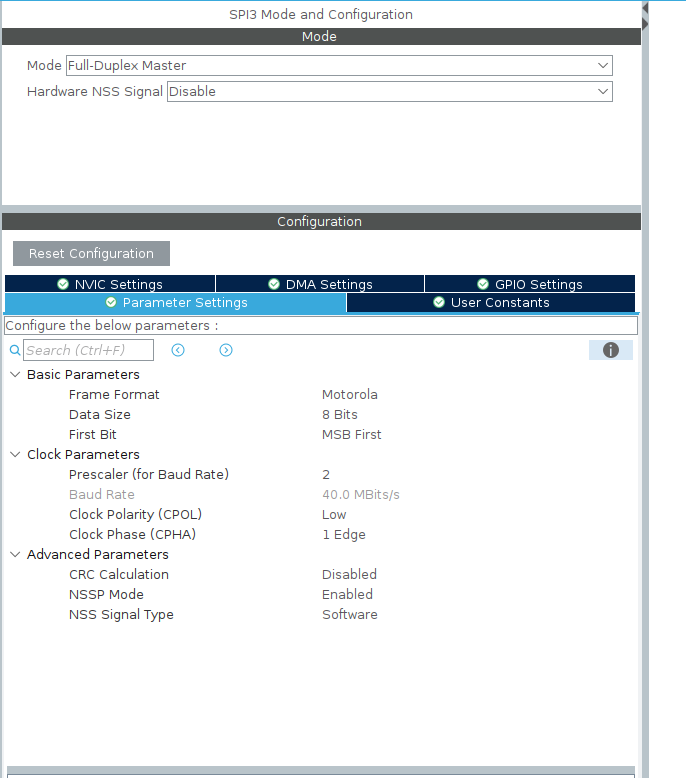 SPI3 Mode and Configuration
Mode
Mode Full-Duplex Master
Hardware NSS Signal Disable
Configuration
Reset Configuration
NVIC Settings DMA Settings GPIO Settings
Parameter Settings User Constants
Configure the below parameters :
Search (Ctrl+F)
Basic Parameters
Frame Format Motorola
Data Size 8 Bits
First Bit MSB First
Clock Parameters
Prescaler (for Baud Rate) 2
Baud Rate 40.0 MBits/s
Clock Polarity (CPOL) Low
Clock Phase (CPHA) 1 Edge
Advanced Parameters
CRC Calculation Disabled
NSSP Mode Enabled
NSS Signal Type Software